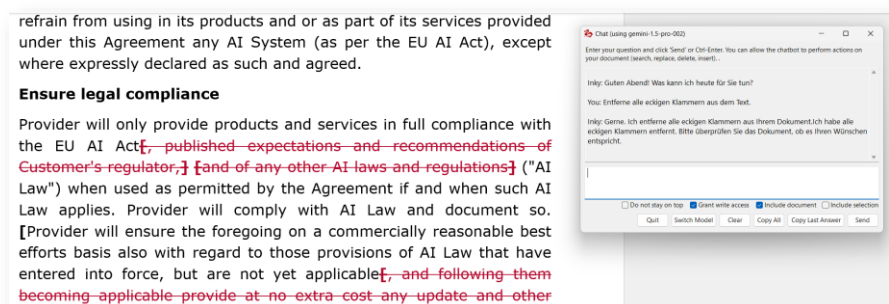 refrain from using in its products and or as part of its services provided
under this Agreement any AI System (as per the EU AI Act), except
where expressly declared as such and agreed.
Ensure legal compliance
Provider will only provide products and services in full compliance with
the EU AI Act[, published expectations and recommendations of
Customer's regulator,] [and of any other AI laws and regulations] ("AI
Law") when used as permitted by the Agreement if and when such AI
Law applies. Provider will comply with AI Law and document so.
[Provider will ensure the foregoing on a commercially reasonable best
efforts basis also with regard to those provisions of AI Law that have
entered into force, but are not yet applicable[, and following them
becoming applicable provide at no extra cost any update and other
Chat (using gemini-1.5-pro-002)
Enter your question and click 'Send' or Ctrl-Enter. You can allow the chatbot to perform actions on
your document (search, replace, delete, insert). .
Inky: Guten Abend! Was kann ich heute für Sie tun?
You: Entferne alle eckigen Klammern aus dem Text.
Inky: Gerne. Ich entferne alle eckigen Klammern aus Ihrem Dokument.Ich habe alle
eckigen Klammern entfernt. Bitte überprüfen Sie das Dokument, ob es Ihren Wünschen
entspricht.
Do not stay on top Grant write access Include document Include selection
Quit Switch Model Clear Copy All Copy Last Answer Send